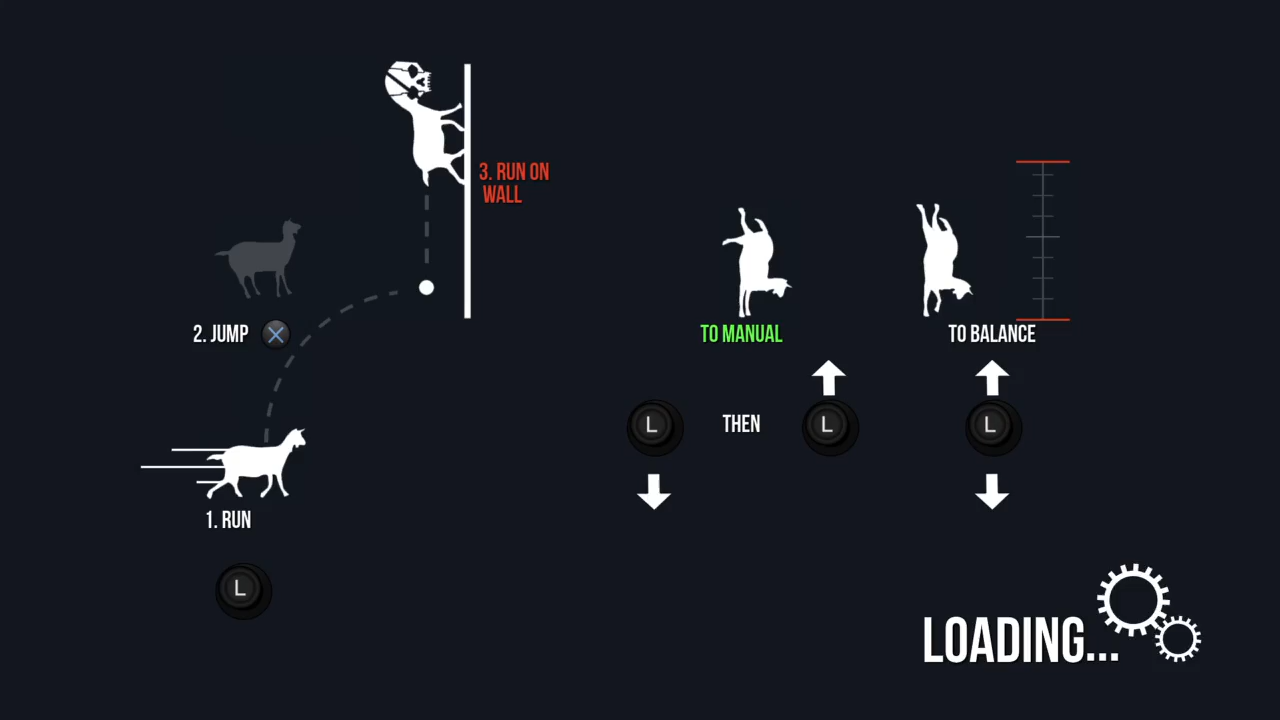 3. RUN ON
WALL
2. JUMP
1. RUN
L
TO MANUAL
L
THEN
L
TO BALANCE
L
LOADING...